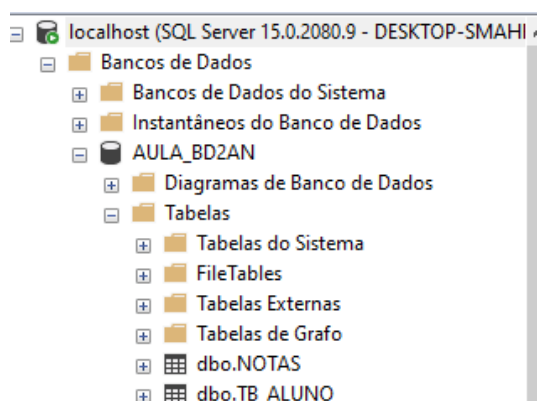 localhost (SQL Server 15.0.2080.9 - DESKTOP-SMAHI
Bancos de Dados
Bancos de Dados do Sistema
Instantâneos do Banco de Dados
AULA_BD2AN
Diagramas de Banco de Dados
Tabelas
Tabelas do Sistema
FileTables
Tabelas Externas
Tabelas de Grafo
dbo.NOTAS
dbo.TB_ALUNO